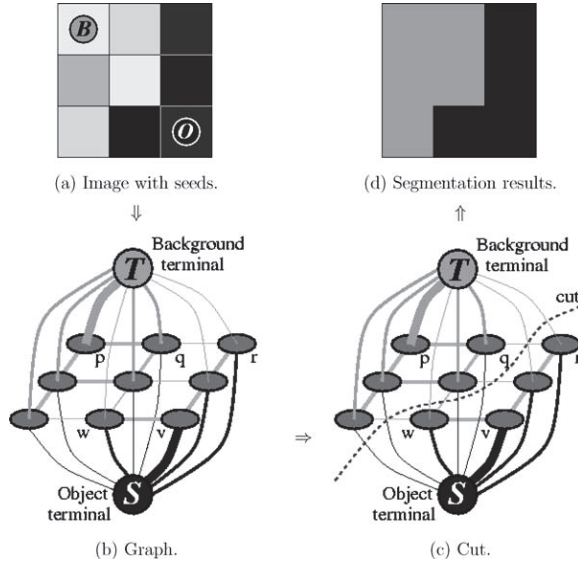 B
O
(a) Image with seeds.
(d) Segmentation results.
⇓
⇑
Background
terminal
T
p
q
r
w
v
S
Object
terminal
(b) Graph.
⇒
Background
terminal
T
cut
p
q
r
w
v
S
Object
terminal
(c) Cut.